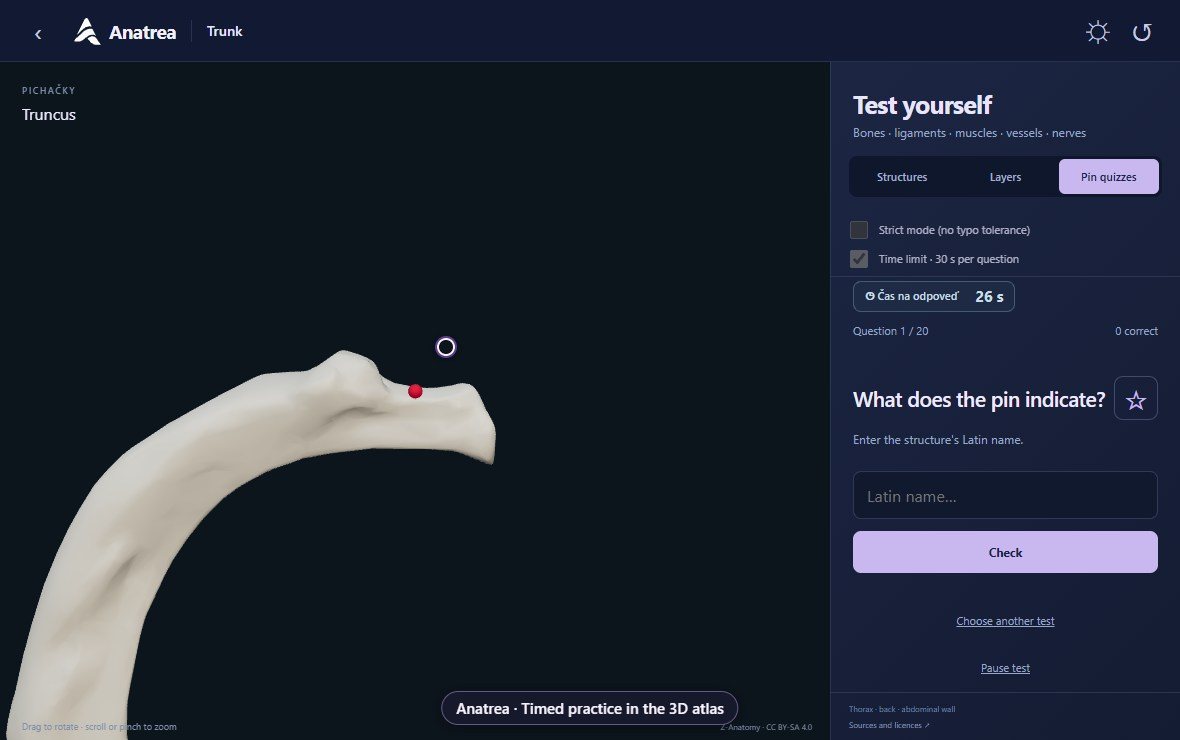 Anatrea
Trunk
PICHAČKY
Truncus
Test yourself
Bones · ligaments · muscles · vessels · nerves
Structures
Layers
Pin quizzes
Strict mode (no typo tolerance)
Time limit · 30 s per question
Čas na odpoveď 26 s
Question 1 / 20
0 correct
What does the pin indicate?
Enter the structure's Latin name.
Latin name...
Check
Choose another test
Pause test
Anatrea · Timed practice in the 3D atlas
Drag to rotate · scroll or pinch to zoom
Z-Anatomy · CC BY-SA 4.0
Thorax · back · abdominal wall
Sources and licences ↗